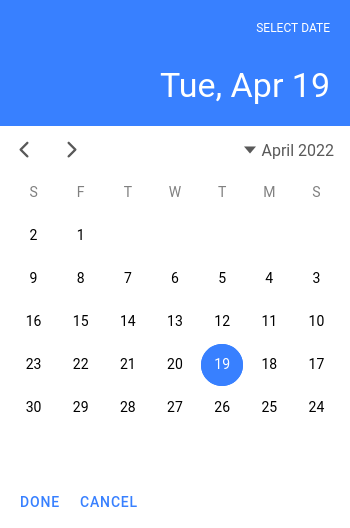 SELECT DATE
Tue, Apr 19
April 2022
S F T W T M S
2 1
9 8 7 6 5 4 3
16 15 14 13 12 11 10
23 22 21 20 19 18 17
30 29 28 27 26 25 24
DONE CANCEL